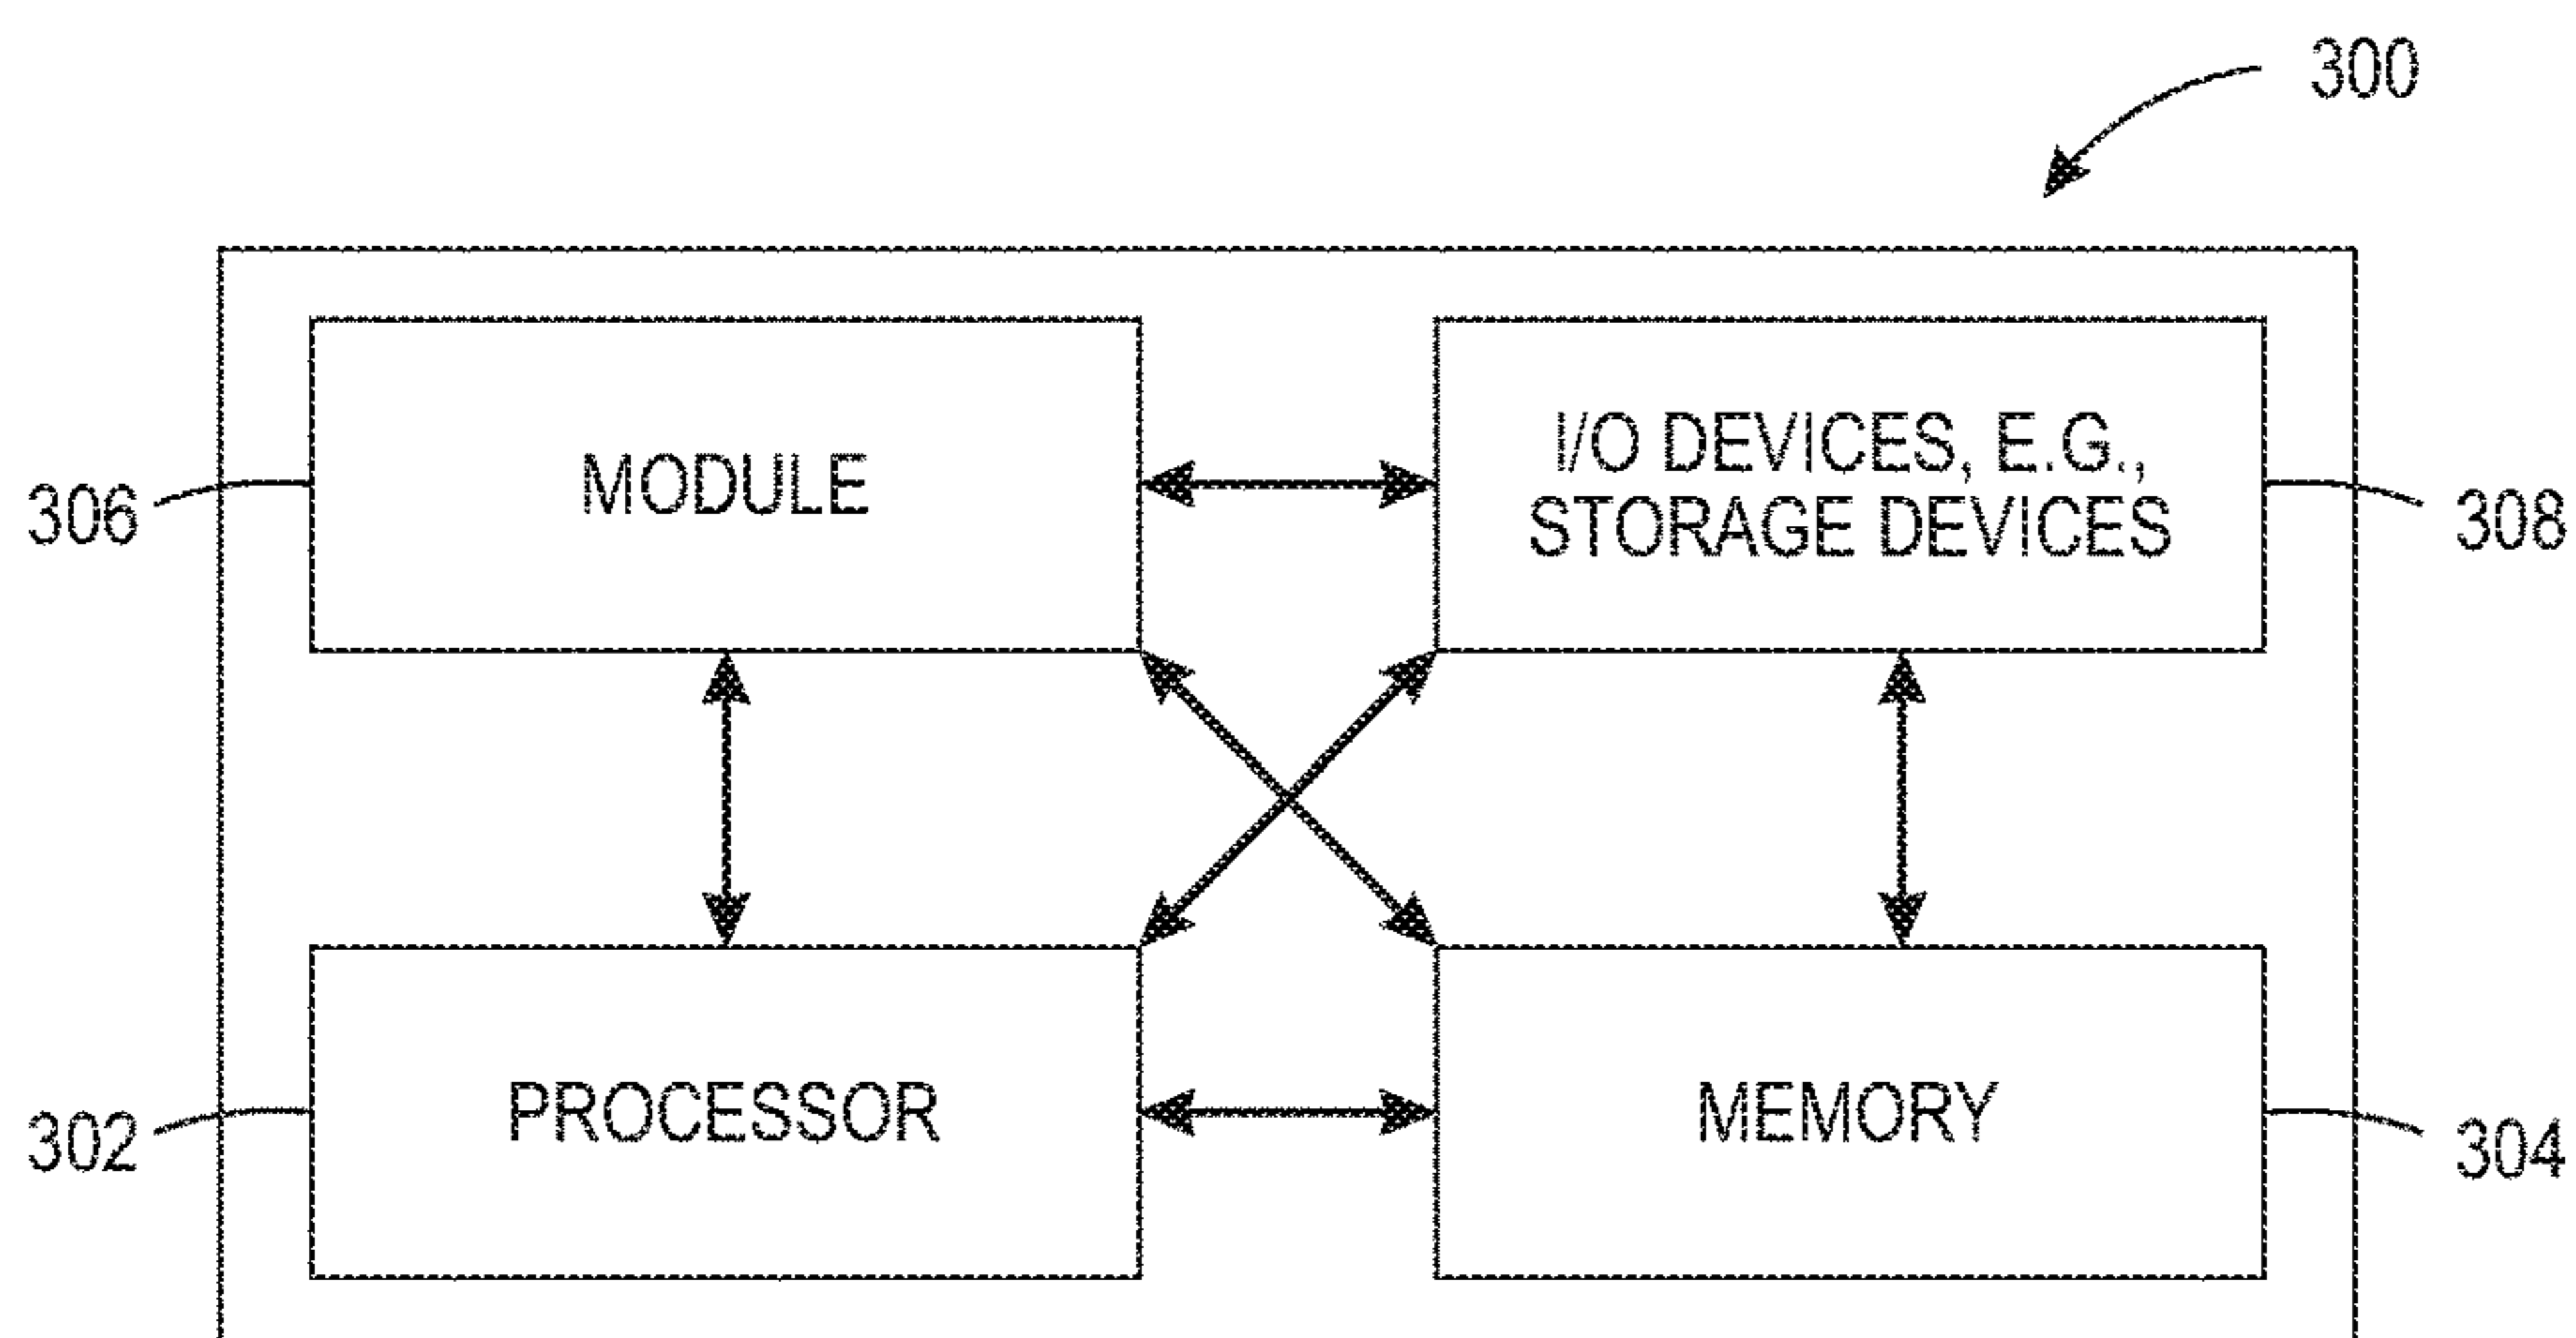 300
MODULE
I/O DEVICES, E.G.,
STORAGE DEVICES
306
308
PROCESSOR
MEMORY
302
304